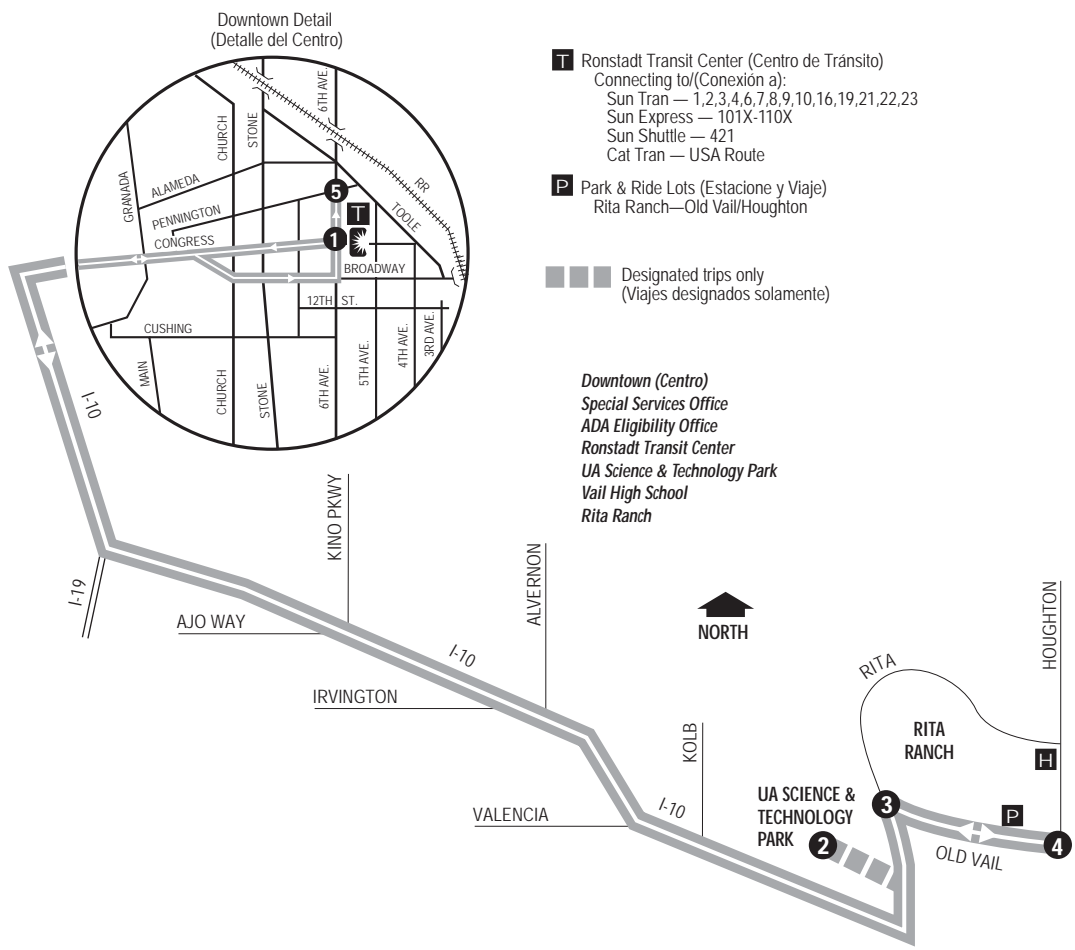 Downtown Detail
(Detalle del Centro)
6TH AVE.
CHURCH
STONE
GRANADA
ALAMEDA
RR
PENNINGTON
5
T
TOOLE
CONGRESS
1
BROADWAY
12TH ST.
CUSHING
MAIN
CHURCH
STONE
6TH AVE.
5TH AVE.
4TH AVE.
3RD AVE.
T Ronstadt Transit Center (Centro de Tránsito)
Connecting to/(Conexión a):
Sun Tran — 1,2,3,4,6,7,8,9,10,16,19,21,22,23
Sun Express — 101X-110X
Sun Shuttle — 421
Cat Tran — USA Route
P Park & Ride Lots (Estacione y Viaje)
Rita Ranch—Old Vail/Houghton
Designated trips only
(Viajes designados solamente)
Downtown (Centro)
Special Services Office
ADA Eligibility Office
Ronstadt Transit Center
UA Science & Technology Park
Vail High School
Rita Ranch
I-10
I-19
KINO PKWY
AJO WAY
I-10
ALVERNON
IRVINGTON
NORTH
HOUGHTON
RITA
RITA
RANCH
H
KOLB
VALENCIA
I-10
UA SCIENCE &
TECHNOLOGY
PARK
2
3
P
4
OLD VAIL